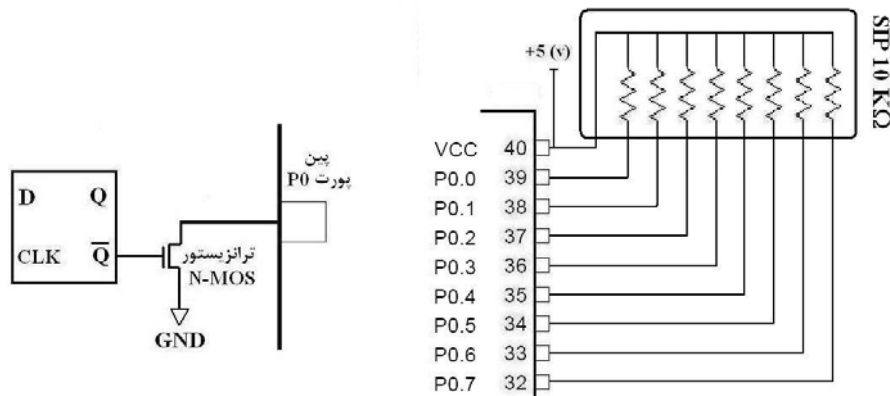 D Q
CLK Q̅
ترانزیستور
N-MOS
GND
پین
پورت P0
+5 (v)
SIP 10 KΩ
VCC 40
P0.0 39
P0.1 38
P0.2 37
P0.3 36
P0.4 35
P0.5 34
P0.6 33
P0.7 32